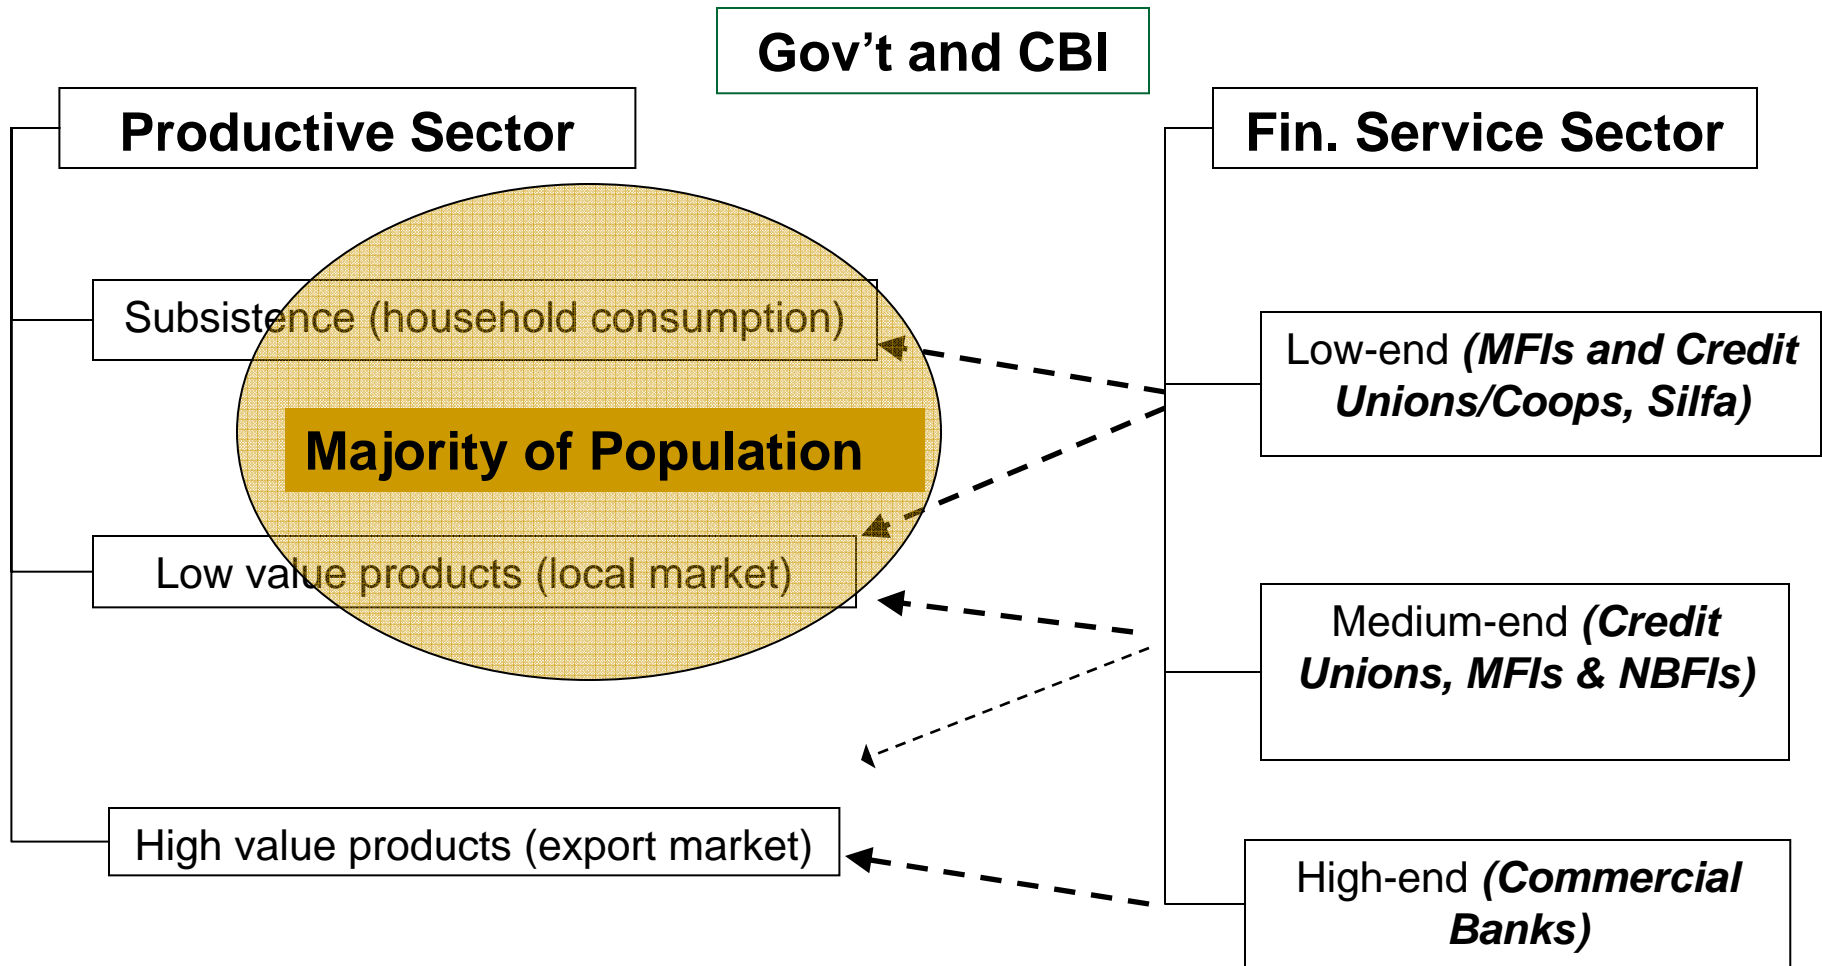 Gov’t and CBI
Productive Sector
Fin. Service Sector
Subsistence (household consumption)
Low-end (MFIs and Credit
Unions/Coops, Silfa)
Majority of Population
Low value products (local market)
Medium-end (Credit
Unions, MFIs & NBFIs)
High value products (export market)
High-end (Commercial
Banks)